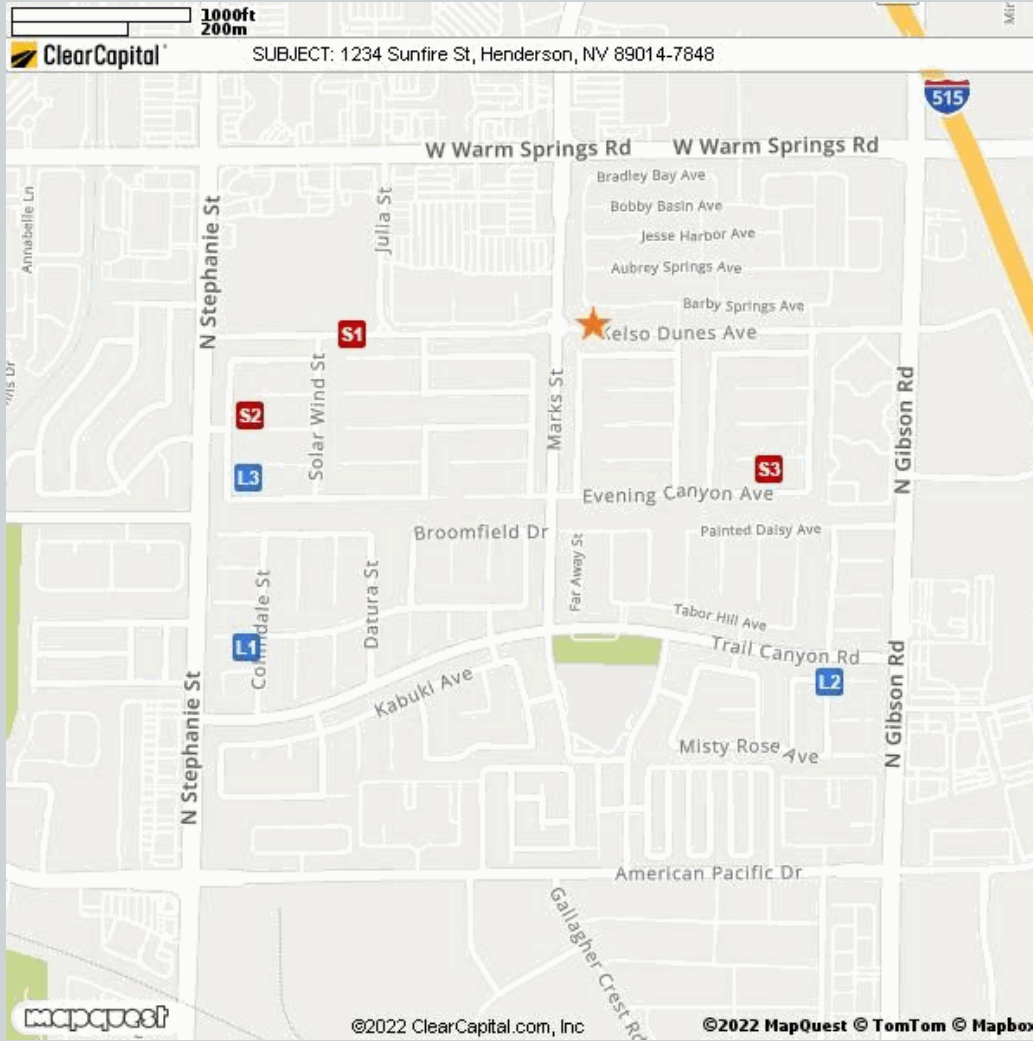 1000ft
200m
ClearCapital
SUBJECT: 1234 Sunfire St, Henderson, NV 89014-7848
515
W Warm Springs Rd
W Warm Springs Rd
Bradley Bay Ave
Bobby Basin Ave
Jesse Harbor Ave
Aubrey Springs Ave
Barby Springs Ave
Annabelle Ln
N Stephanie St
Julia St
S1
Kelso Dunes Ave
Solar Wind St
Marks St
N Gibson Rd
S2
L3
S3
Evening Canyon Ave
Broomfield Dr
Painted Daisy Ave
Far Away St
Datura St
Tabor Hill Ave
L1
Trail Canyon Rd
L2
N Gibson Rd
Kabuki Ave
N Stephanie St
Misty Rose Ave
American Pacific Dr
Gallagher Crest Rd
mapquest
©2022 ClearCapital.com, Inc
©2022 MapQuest © TomTom © Mapbox